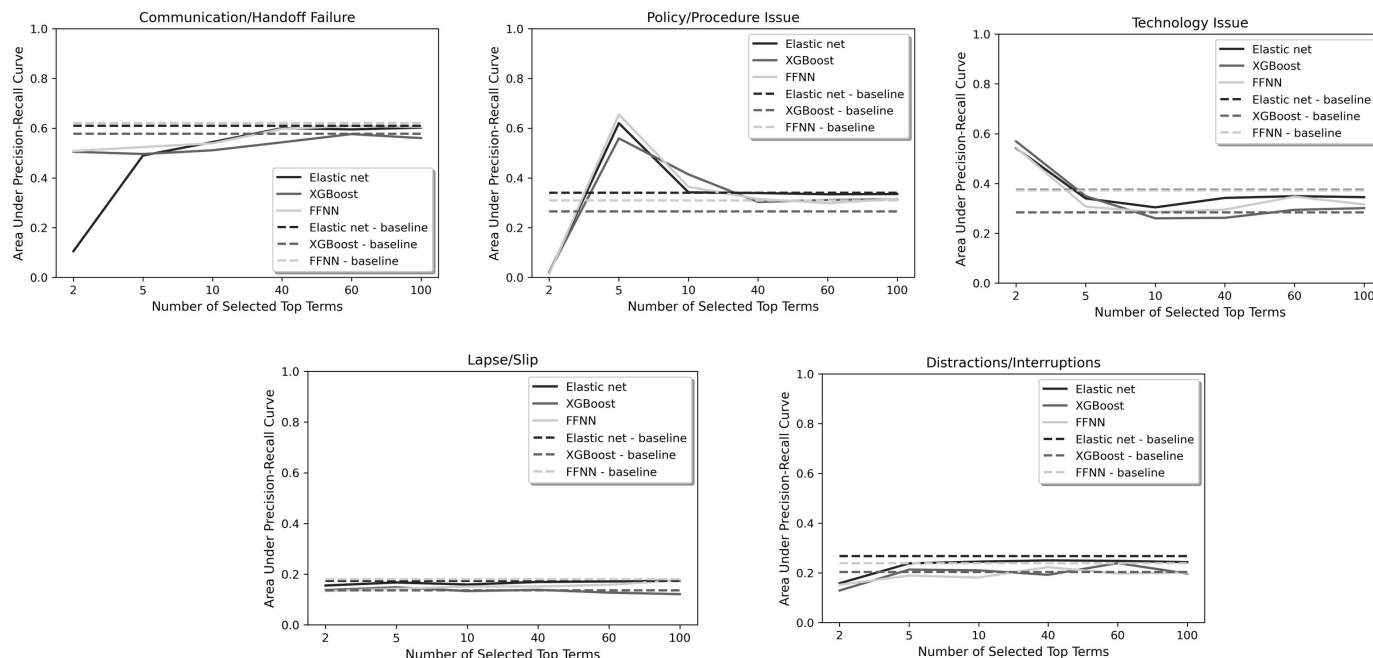 Communication/Handoff Failure
Area Under Precision-Recall Curve
1.0
0.8
0.6
0.4
0.2
0.0
Elastic net
XGBoost
FFNN
Elastic net - baseline
XGBoost - baseline
FFNN - baseline
2 5 10 40 60 100
Number of Selected Top Terms
Policy/Procedure Issue
Area Under Precision-Recall Curve
1.0
0.8
0.6
0.4
0.2
0.0
Elastic net
XGBoost
FFNN
Elastic net - baseline
XGBoost - baseline
FFNN - baseline
2 5 10 40 60 100
Number of Selected Top Terms
Technology Issue
Area Under Precision-Recall Curve
1.0
0.8
0.6
0.4
0.2
0.0
Elastic net
XGBoost
FFNN
Elastic net - baseline
XGBoost - baseline
FFNN - baseline
2 5 10 40 60 100
Number of Selected Top Terms
Lapse/Slip
Area Under Precision-Recall Curve
1.0
0.8
0.6
0.4
0.2
0.0
Elastic net
XGBoost
FFNN
Elastic net - baseline
XGBoost - baseline
FFNN - baseline
2 5 10 40 60 100
Number of Selected Top Terms
Distractions/Interruptions
Area Under Precision-Recall Curve
1.0
0.8
0.6
0.4
0.2
0.0
Elastic net
XGBoost
FFNN
Elastic net - baseline
XGBoost - baseline
FFNN - baseline
2 5 10 40 60 100
Number of Selected Top Terms